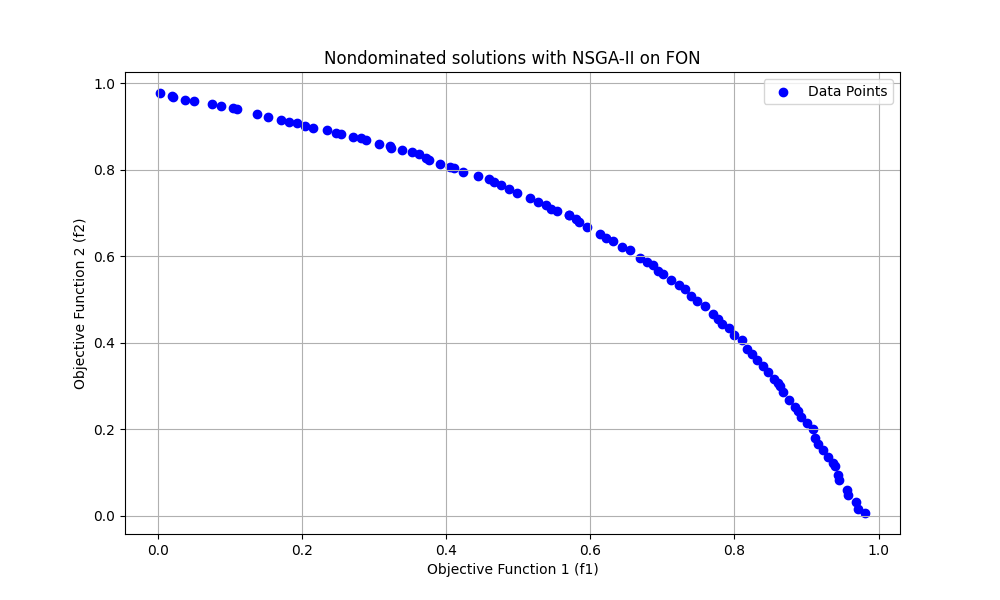 Nondominated solutions with NSGA-II on FON
Data Points
Objective Function 2 (f2)
1.0
0.8
0.6
0.4
0.2
0.0
0.0 0.2 0.4 0.6 0.8 1.0
Objective Function 1 (f1)